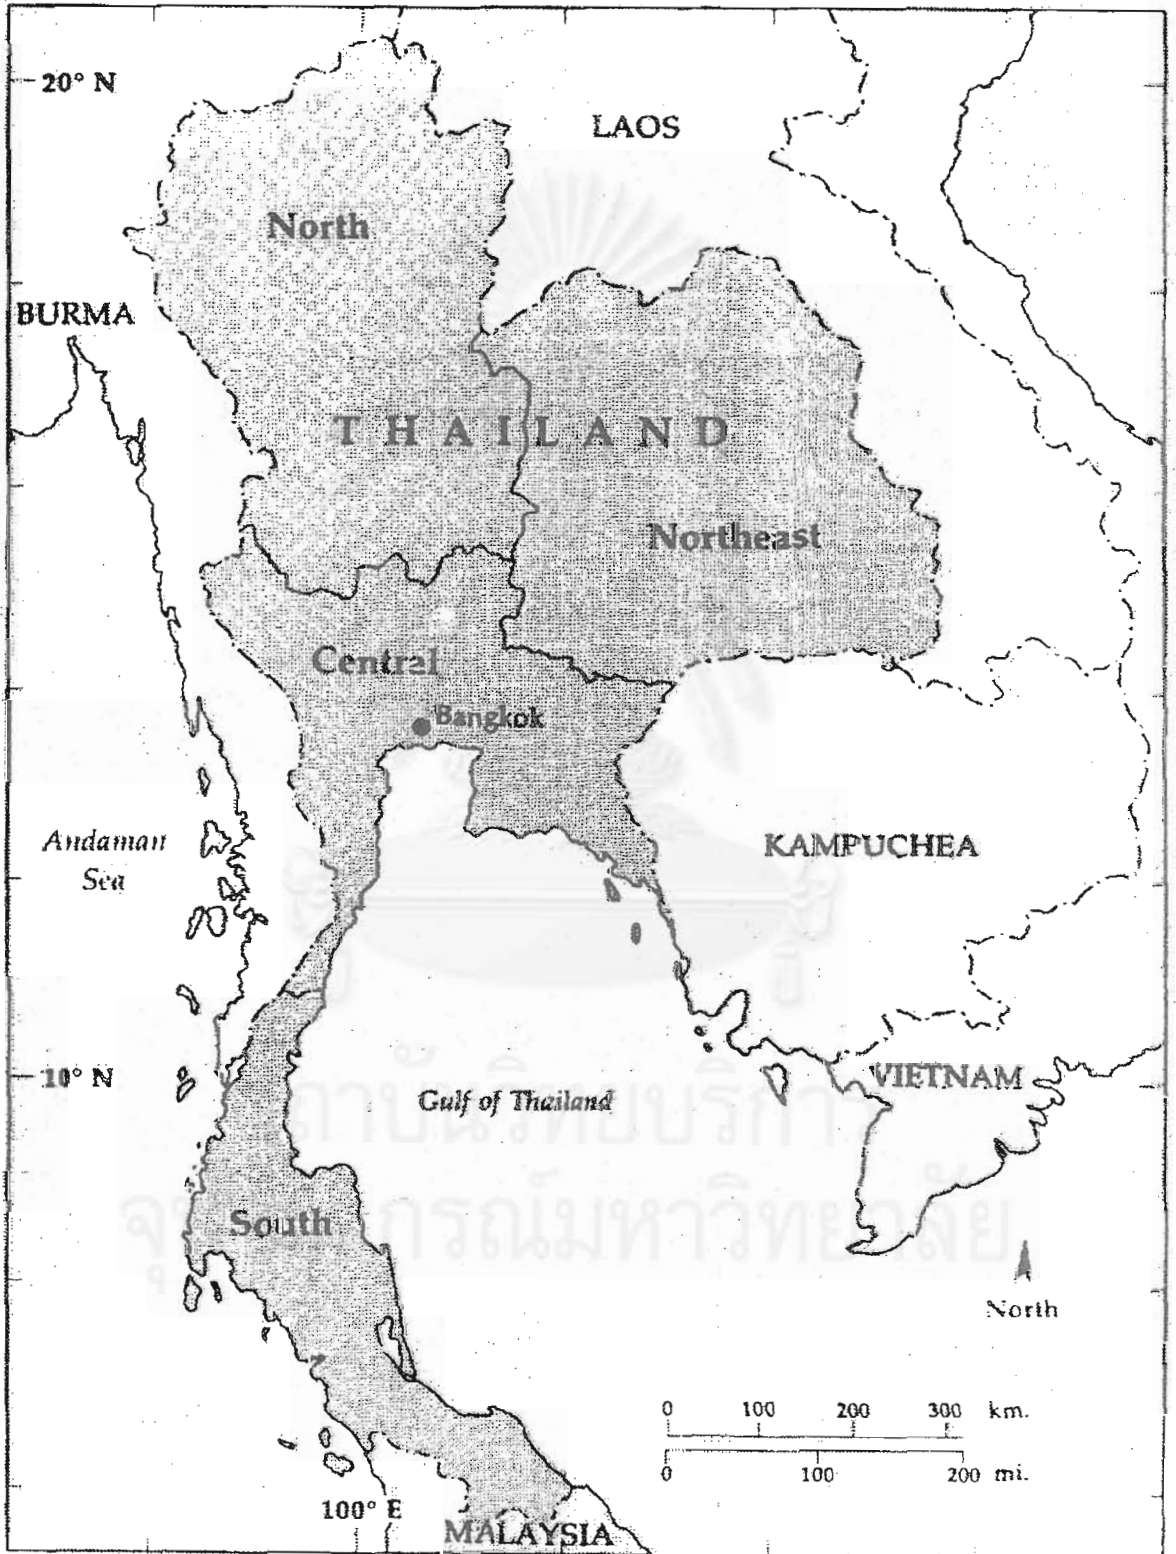 20° N
LAOS
North
BURMA
THAILAND
Northeast
Central
Bangkok
Andaman
Sea
KAMPUCHEA
10° N
VIETNAM
Gulf of Thailand
South
North
0 100 200 300 km.
0 100 200 mi.
100° E
MALAYSIA